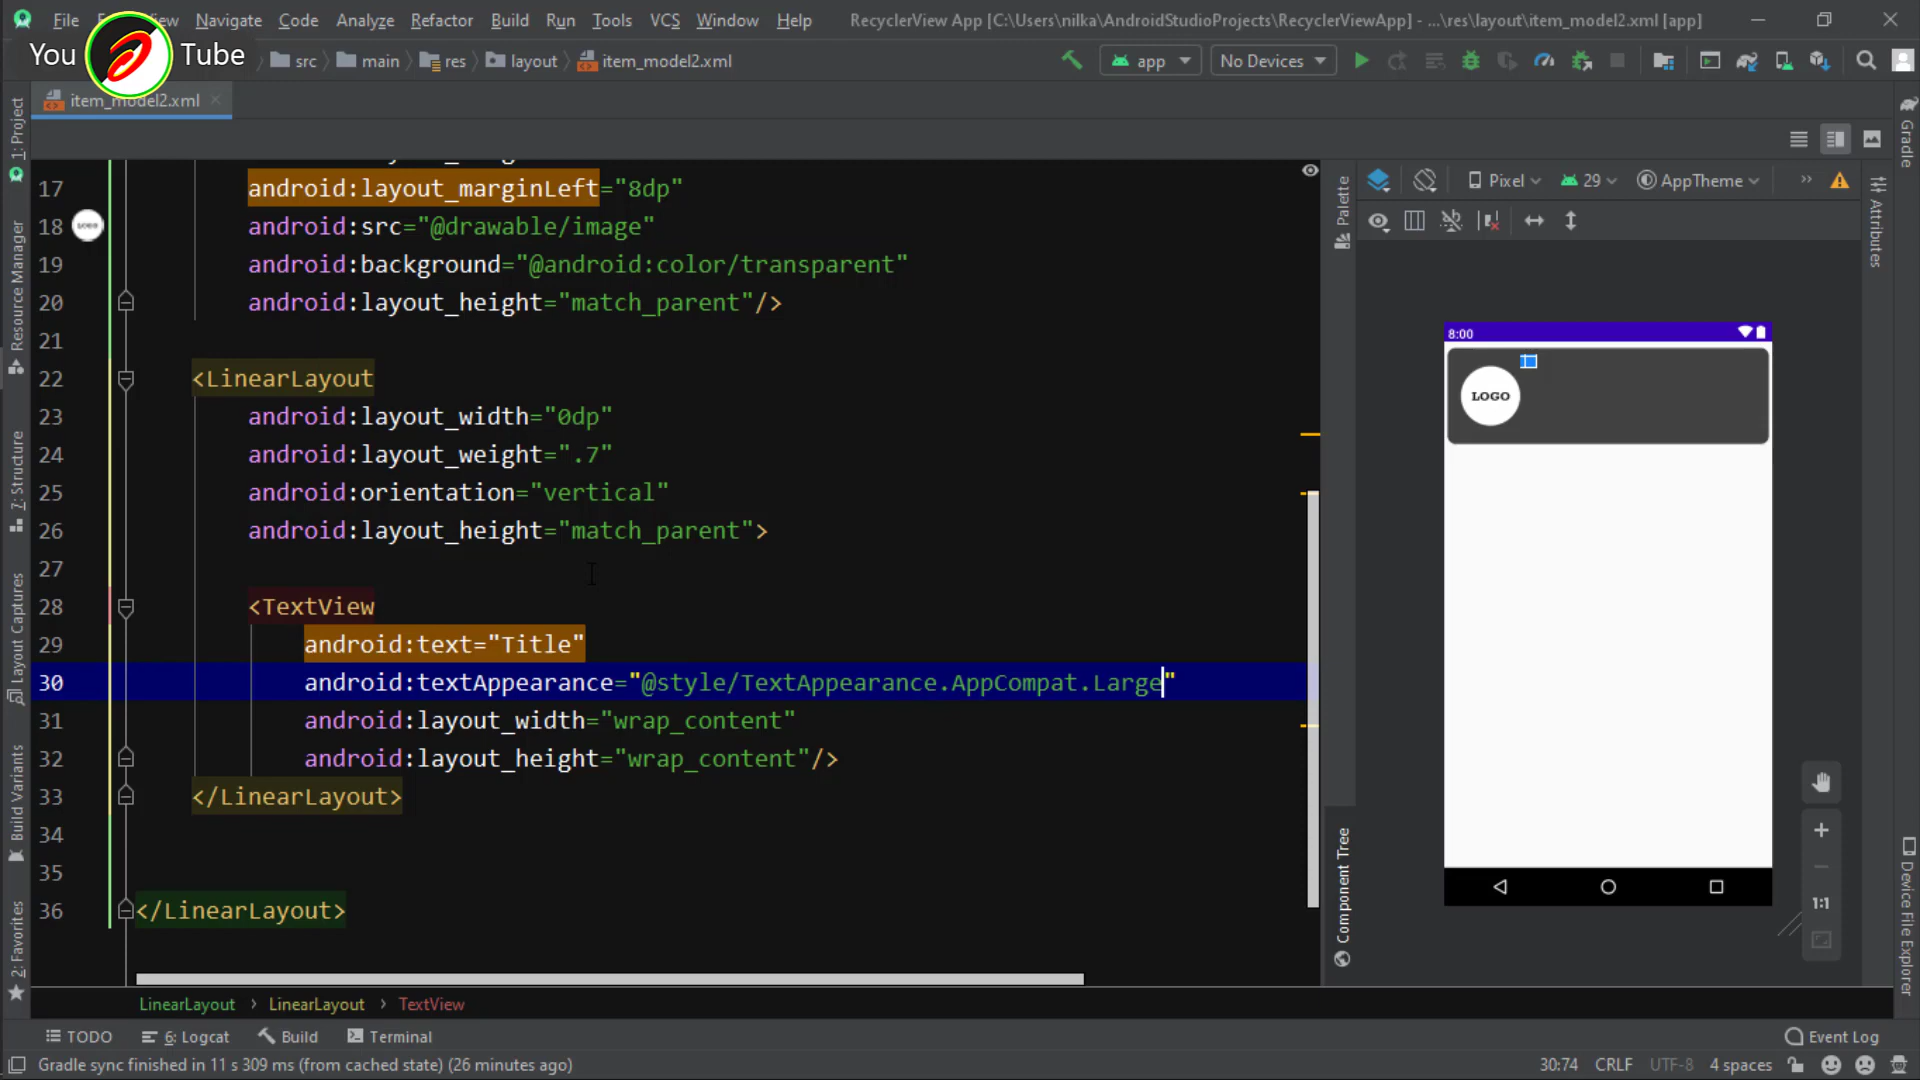 File
View
Navigate
Code
Analyze
Refactor
Build
Run
Tools
VCS
Window
Help
RecyclerView App [C:\Users\nilka\AndroidStudioProjects\RecyclerViewApp] - ...\res\layout\item_model2.xml [app]
You Tube
src
main
res
layout
item_model2.xml
app
No Devices
item_model2.xml
1: Project
Resource Manager
7: Structure
Layout Captures
Build Variants
2: Favorites
17 android:layout_marginLeft="8dp"
18 android:src="@drawable/image"
19 android:background="@android:color/transparent"
20 android:layout_height="match_parent"/>
21
22 <LinearLayout
23 android:layout_width="0dp"
24 android:layout_weight=".7"
25 android:orientation="vertical"
26 android:layout_height="match_parent">
27
28 <TextView
29 android:text="Title"
30 android:textAppearance="@style/TextAppearance.AppCompat.Large"
31 android:layout_width="wrap_content"
32 android:layout_height="wrap_content"/>
33 </LinearLayout>
34
35
36 </LinearLayout>
Palette
Component Tree
Pixel
29
AppTheme
8:00
LOGO
1:1
Gradle
Attributes
Device File Explorer
LinearLayout > LinearLayout > TextView
TODO
6: Logcat
Build
Terminal
Event Log
Gradle sync finished in 11 s 309 ms (from cached state) (26 minutes ago)
30:74
CRLF
UTF-8
4 spaces